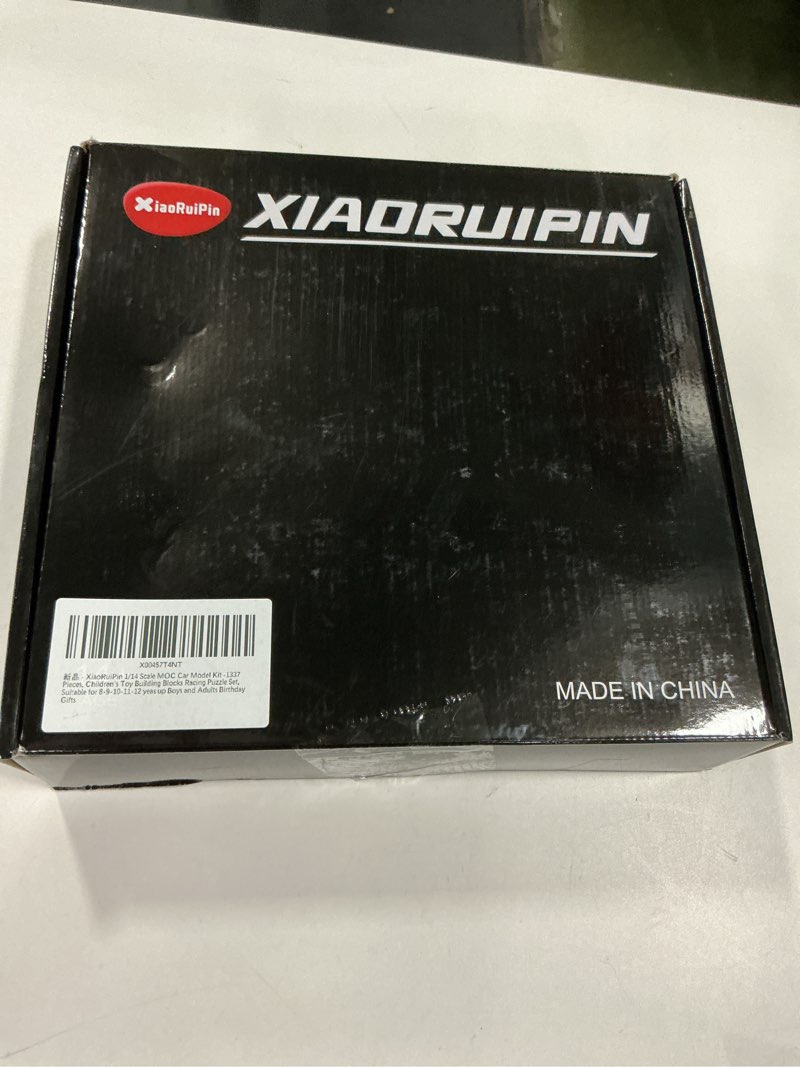 XiaoRuiPin
XIAORUIPIN
X00457T4NT
新品 - XiaoRuiPin 1/14 Scale MOC Car Model Kit -1337
Pieces, Children's Toy Building Blocks Racing Puzzle Set,
Suitable for 8-9-10-11-12 yeas up Boys and Adults Birthday
Gifts
MADE IN CHINA